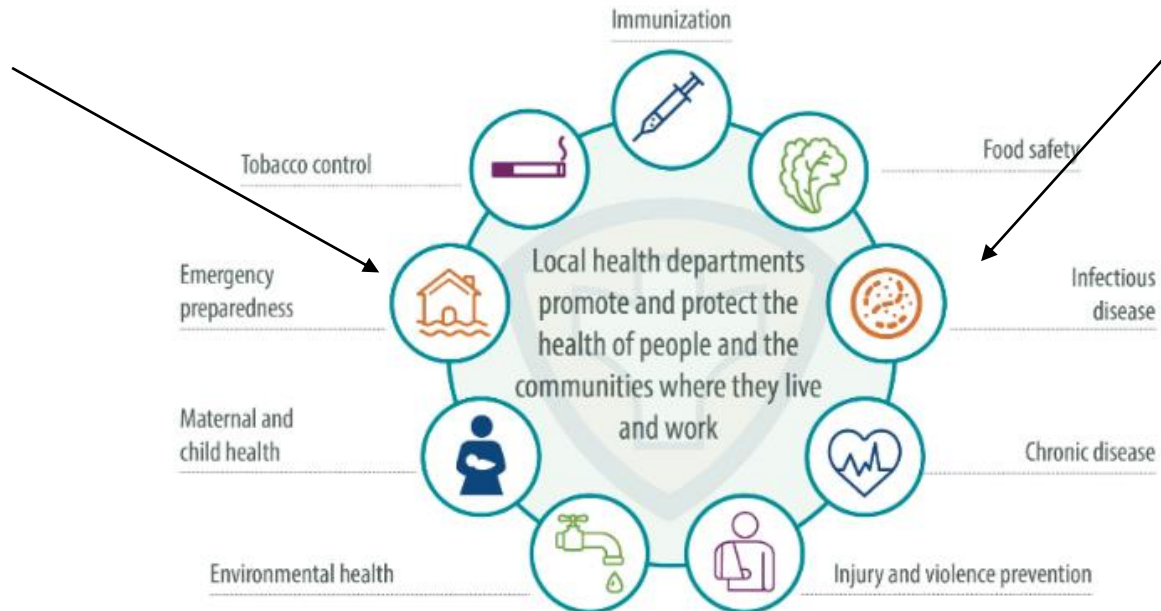 Immunization
Tobacco control
Food safety
Emergency
preparedness
Local health departments
promote and protect the
health of people and the
communities where they live
and work
Infectious
disease
Maternal and
child health
Chronic disease
Environmental health
Injury and violence prevention